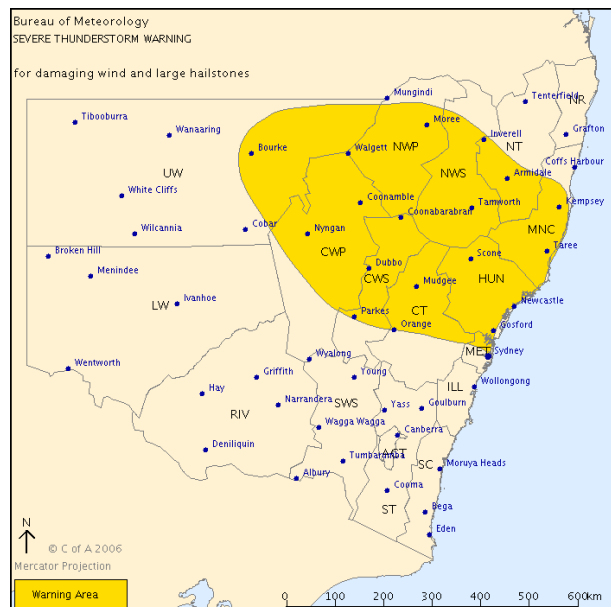 Bureau of Meteorology
SEVERE THUNDERSTORM WARNING
for damaging wind and large hailstones
Mungindi
Tibooburra
Tenterfield
NR
Wanaaring
Moree
Inverell
Grafton
Bourke
Walgett
NWP
NT
UW
Coffs Harbour
NWS
Armidale
White Cliffs
Coonamble
Tamworth
Kempsey
Coonabarabran
Wilcannia
Cobar
Nyngan
MNC
Broken Hill
CWP
Taree
Scone
Menindee
Dubbo
CWS
Mudgee
HUN
LW
Ivanhoe
Parkes
CT
Newcastle
Orange
Gosford
MET
Sydney
Wyalong
Wentworth
Griffith
Young
ILL
Wollongong
Hay
Narrandera
SWS
Yass
Goulburn
RIV
Wagga Wagga
Canberra
Deniliquin
ACT
Tumbarumba
SC
Moruya Heads
Albury
Cooma
ST
Bega
Eden
N
© C of A 2006
Mercator Projection
Warning Area
0 100 200 300 400 500 600km